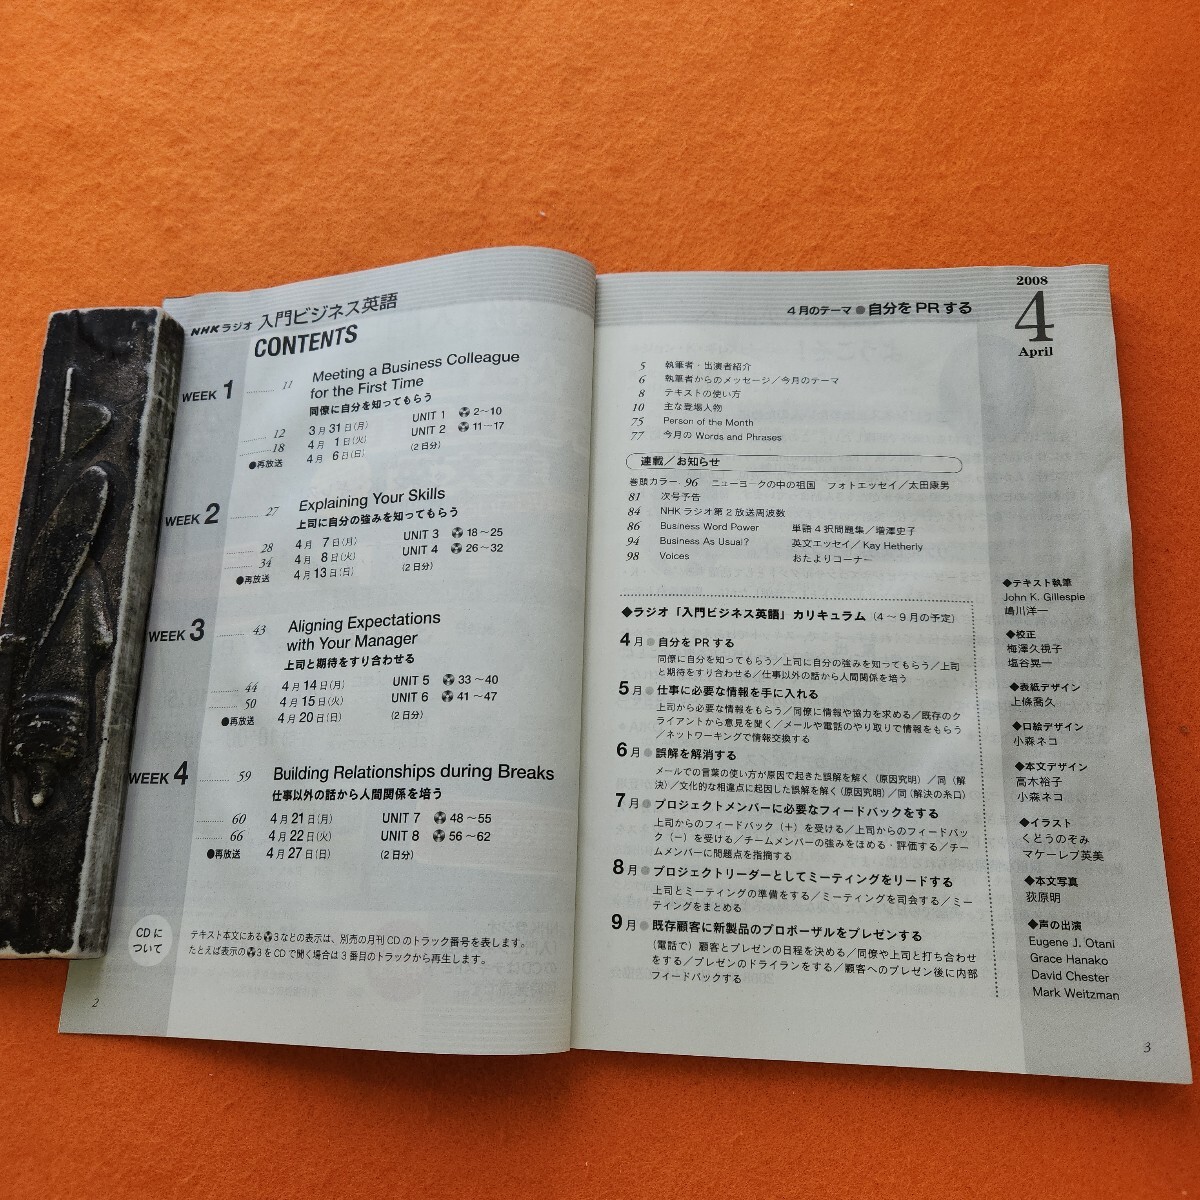 NHKラジオ 入門ビジネス英語
CONTENTS
WEEK 1 11 Meeting a Business Colleague
for the First Time
同僚に自分を知ってもらう
12 3月31日(月) UNIT 1 2～10
18 4月 1日(火) UNIT 2 11～17
●再放送 4月 6日(日) (2日分)
WEEK 2 27 Explaining Your Skills
上司に自分の強みを知ってもらう
28 4月 7日(月) UNIT 3 18～25
34 4月 8日(火) UNIT 4 26～32
●再放送 4月13日(日) (2日分)
WEEK 3 43 Aligning Expectations
with Your Manager
上司と期待をすり合わせる
44 4月14日(月) UNIT 5 33～40
50 4月15日(火) UNIT 6 41～47
●再放送 4月20日(日) (2日分)
WEEK 4 59 Building Relationships during Breaks
仕事以外の話から人間関係を培う
60 4月21日(月) UNIT 7 48～55
66 4月22日(火) UNIT 8 56～62
●再放送 4月27日(日) (2日分)
CDに
ついて
テキスト本文にある 3などの表示は、別売の月刊CDのトラック番号を表します。
たとえば表示の 3をCDで聞く場合は3番目のトラックから再生します。
2
4月のテーマ●自分をPRする
2008
4
April
5 執筆者・出演者紹介
6 執筆者からのメッセージ／今月のテーマ
8 テキストの使い方
10 主な登場人物
75 Person of the Month
77 今月の Words and Phrases
連載／お知らせ
巻頭カラー 96 ニューヨークの中の祖国 フォトエッセイ／太田康男
81 次号予告
84 NHKラジオ第2放送周波数
86 Business Word Power 単語4択問題集／増澤史子
94 Business As Usual? 英文エッセイ／Kay Hetherly
98 Voices おたよりコーナー
◆ラジオ「入門ビジネス英語」カリキュラム（4～9月の予定）
4月●自分をPRする
同僚に自分を知ってもらう／上司に自分の強みを知ってもらう／上司
と期待をすり合わせる／仕事以外の話から人間関係を培う
5月●仕事に必要な情報を手に入れる
上司から必要な情報をもらう／同僚に情報や協力を求める／既存のク
ライアントから意見を聞く／メールや電話のやり取りで情報をもらう
／ネットワーキングで情報交換する
6月●誤解を解消する
メールでの言葉の使い方が原因で起きた誤解を解く（原因究明）／同（解
決）／文化的な相違点に起因した誤解を解く（原因究明）／同（解決の糸口）
7月●プロジェクトメンバーに必要なフィードバックをする
上司からのフィードバック（＋）を受ける／上司からのフィードバッ
ク（－）を受ける／チームメンバーの強みをほめる・評価する／チー
ムメンバーに問題点を指摘する
8月●プロジェクトリーダーとしてミーティングをリードする
上司とミーティングの準備をする／ミーティングを司会する／ミー
ティングをまとめる
9月●既存顧客に新製品のプロポーザルをプレゼンする
（電話で）顧客とプレゼンの日程を決める／同僚や上司と打ち合わせ
をする／プレゼンのドライランをする／顧客へのプレゼン後に内部
フィードバックする
◆テキスト執筆
John K. Gillespie
嶋川洋一
◆校正
梅澤久視子
塩谷晃一
◆表紙デザイン
上條喬久
◆口絵デザイン
小森ネコ
◆本文デザイン
高木裕子
小森ネコ
◆イラスト
くどうのぞみ
マケーレブ英美
◆本文写真
荻原明
◆声の出演
Eugene J. Otani
Grace Hanako
David Chester
Mark Weitzman
3